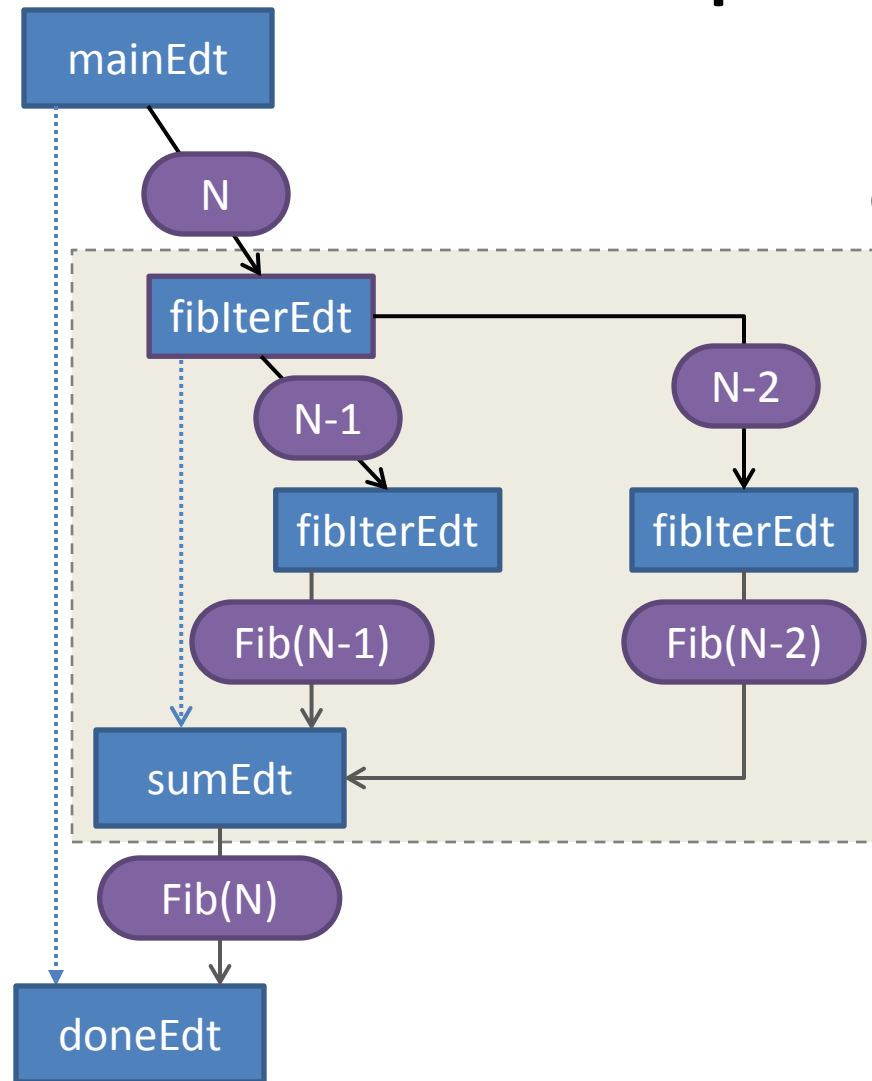 mainEdt
N
fibIterEdt
N-1
N-2
fibIterEdt
fibIterEdt
Fib(N-1)
Fib(N-2)
sumEdt
Fib(N)
doneEdt